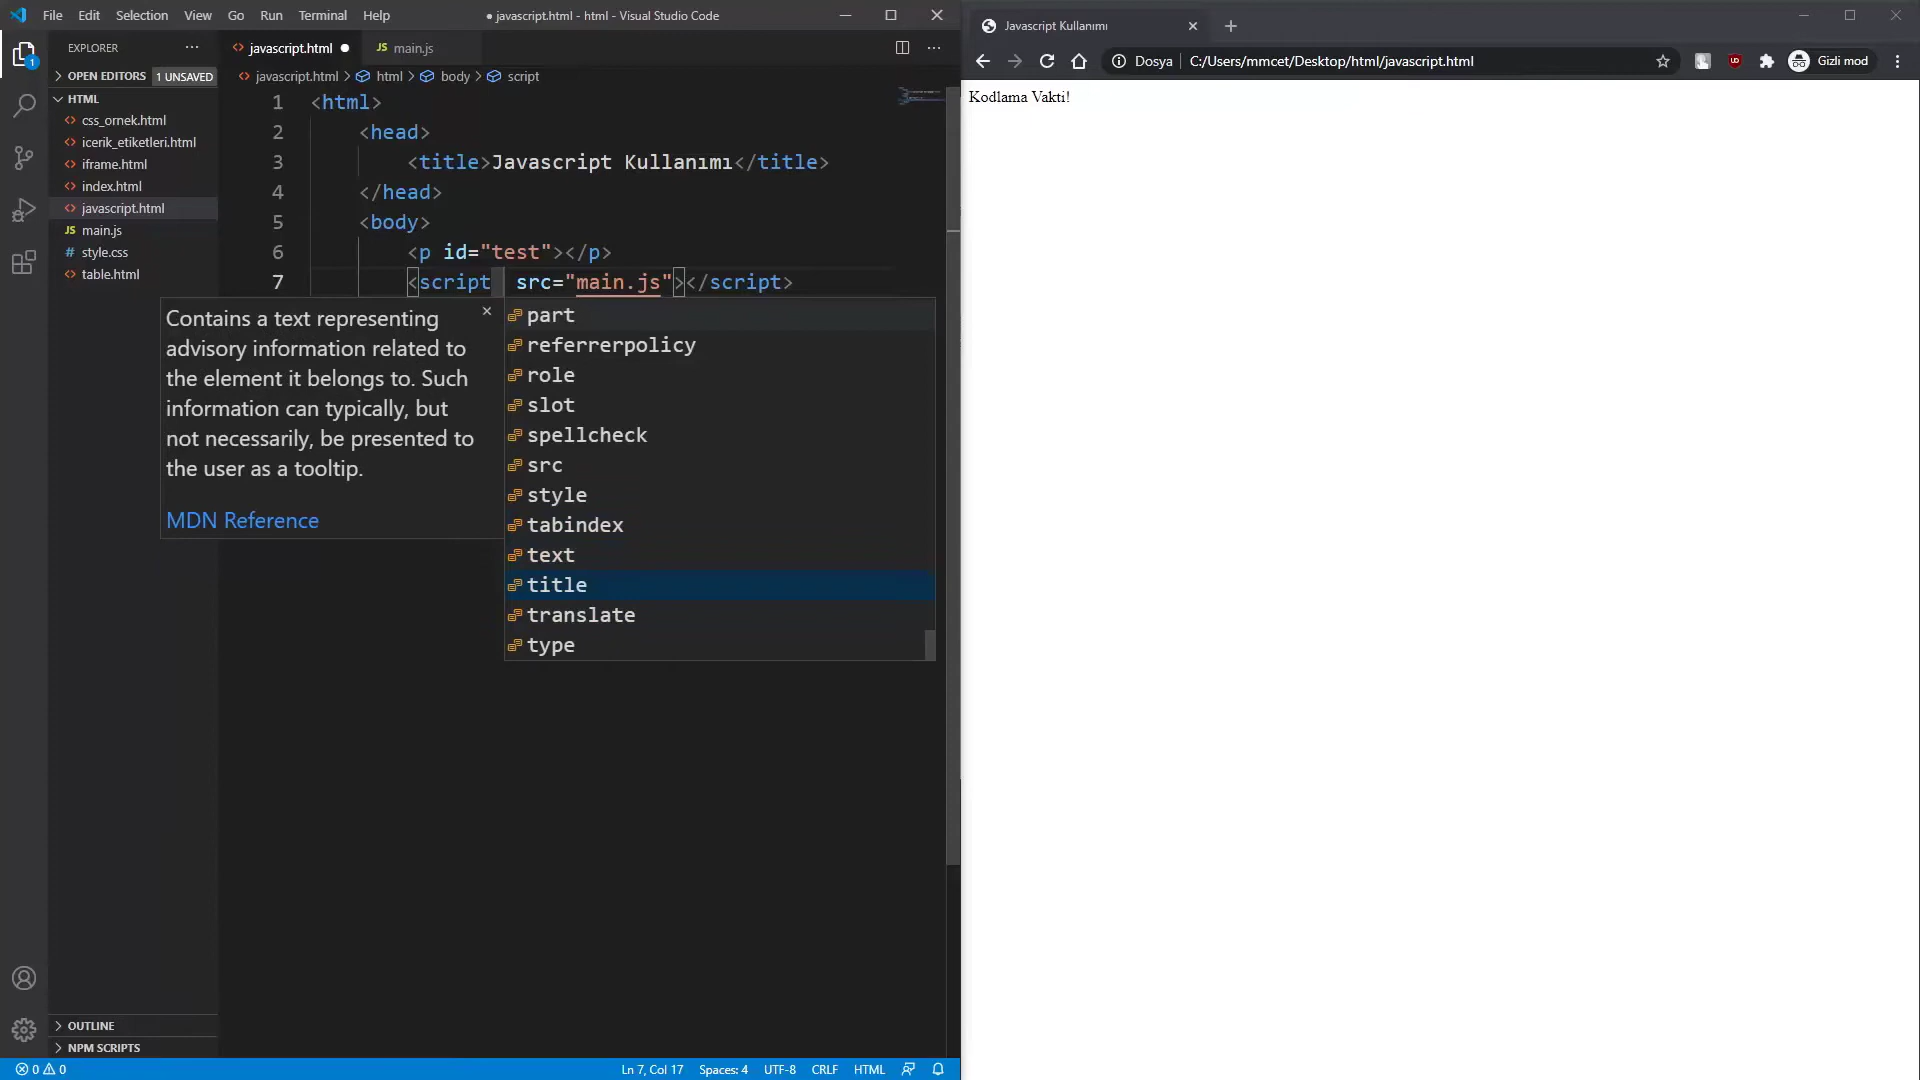 File Edit Selection View Go Run Terminal Help
● javascript.html - html - Visual Studio Code
EXPLORER
OPEN EDITORS 1 UNSAVED
HTML
css_ornek.html
icerik_etiketleri.html
iframe.html
index.html
javascript.html
JS main.js
# style.css
table.html
OUTLINE
NPM SCRIPTS
1
javascript.html ●
JS main.js
javascript.html > html > body > script
1 <html>
2 <head>
3 <title>Javascript Kullanımı</title>
4 </head>
5 <body>
6 <p id="test"></p>
7 <script  src="main.js"></script>
Contains a text representing
advisory information related to
the element it belongs to. Such
information can typically, but
not necessarily, be presented to
the user as a tooltip.
MDN Reference
part
referrerpolicy
role
slot
spellcheck
src
style
tabindex
text
title
translate
type
0 0
Ln 7, Col 17 Spaces: 4 UTF-8 CRLF HTML
Javascript Kullanımı
Dosya C:/Users/mmcet/Desktop/html/javascript.html
Gizli mod
Kodlama Vakti!